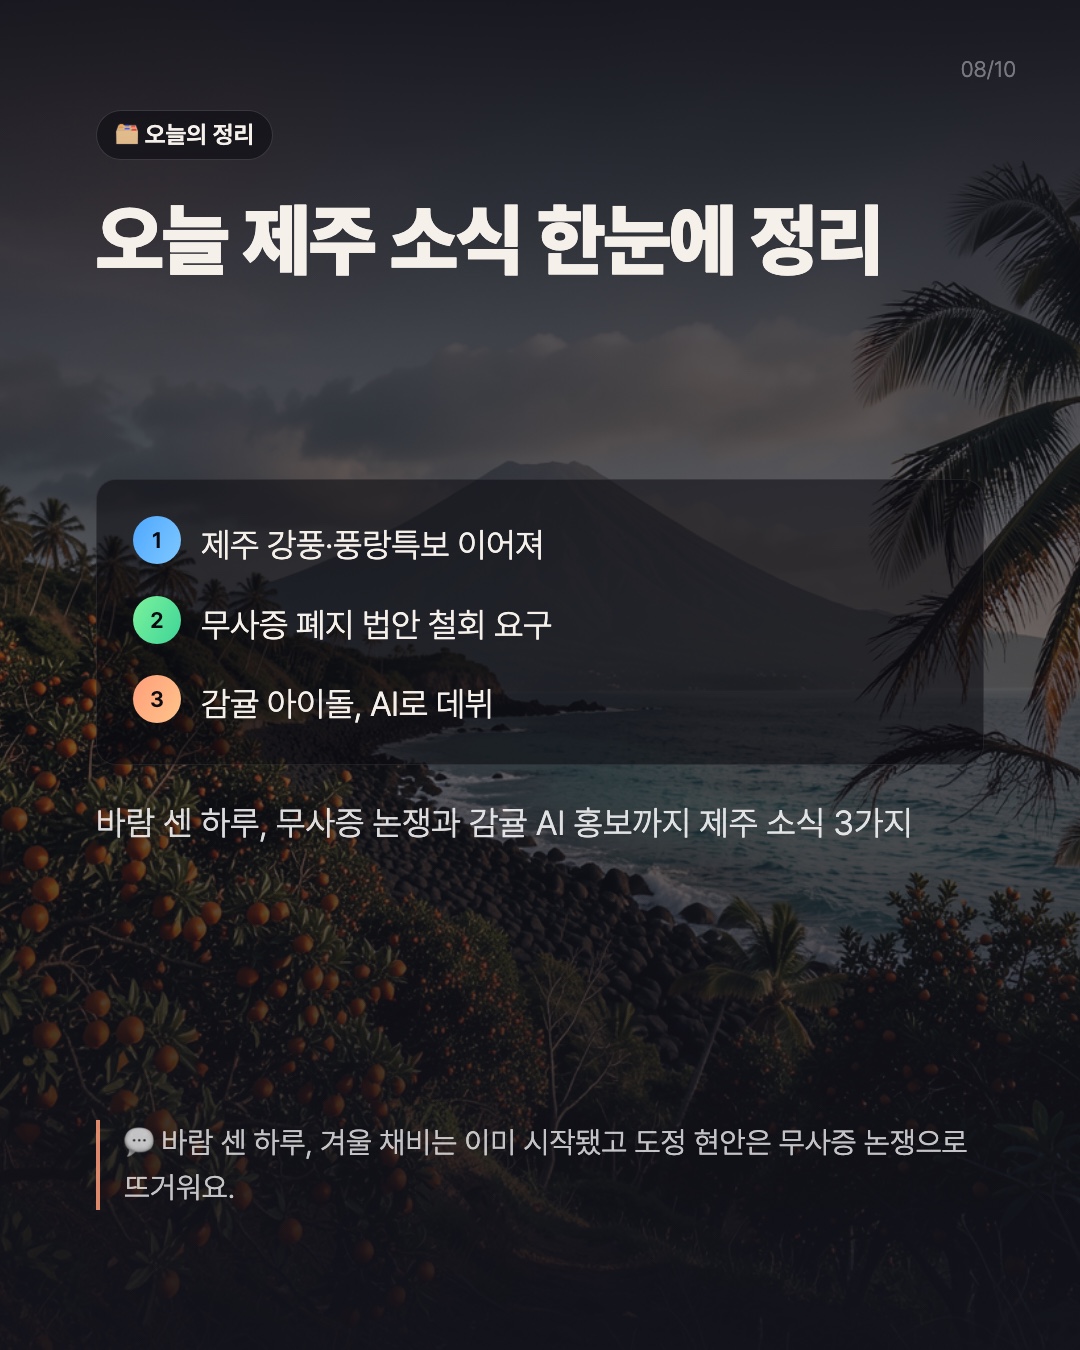 08/10
🗂️ 오늘의 정리
오늘 제주 소식 한눈에 정리
1 제주 강풍·풍랑특보 이어져
2 무사증 폐지 법안 철회 요구
3 감귤 아이돌, AI로 데뷔
바람 센 하루, 무사증 논쟁과 감귤 AI 홍보까지 제주 소식 3가지
💬 바람 센 하루, 겨울 채비는 이미 시작됐고 도정 현안은 무사증 논쟁으로
뜨거워요.